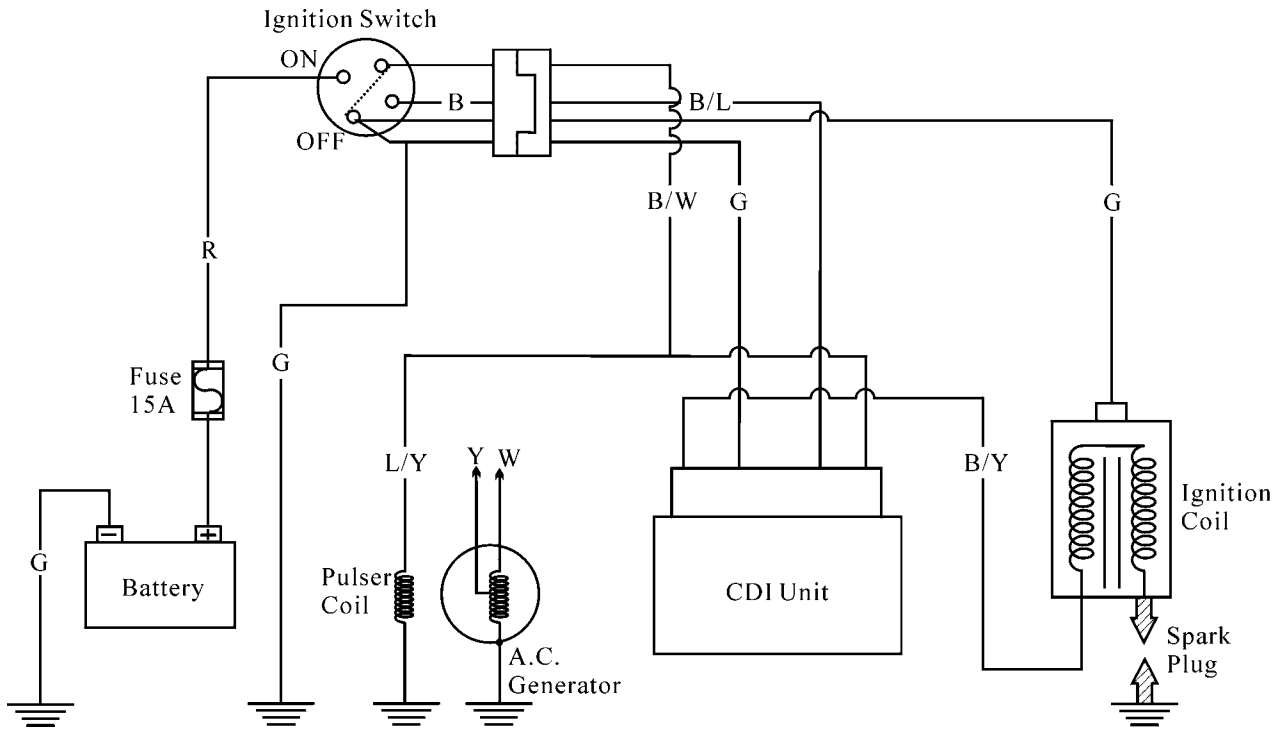 Ignition Switch
ON
B
B/L
OFF
B/W
G
G
R
G
Fuse
15A
L/Y
Y
W
B/Y
Ignition
Coil
−
+
G
Battery
Pulser
Coil
CDI Unit
A.C.
Generator
Spark
Plug